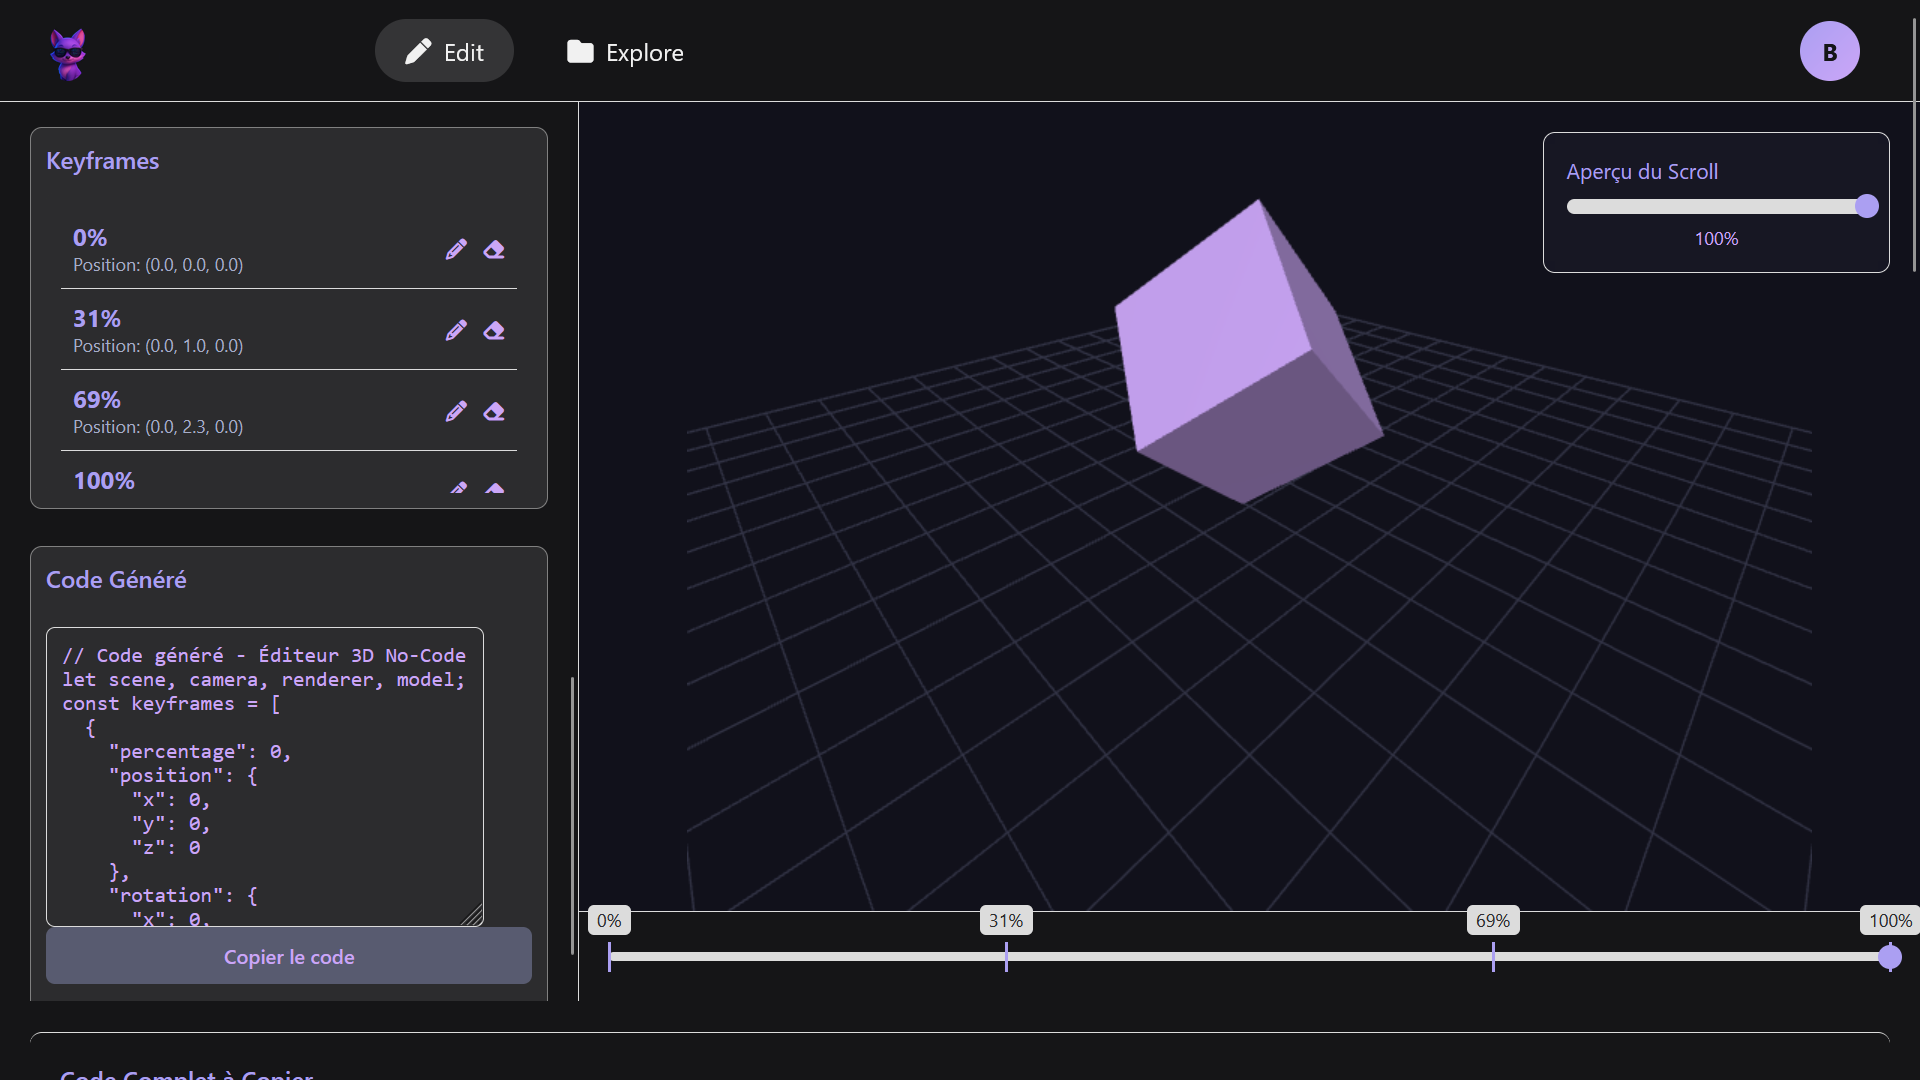 Edit
Explore
B
Keyframes
0%
Position: (0.0, 0.0, 0.0)
31%
Position: (0.0, 1.0, 0.0)
69%
Position: (0.0, 2.3, 0.0)
100%
Code Généré
// Code généré - Éditeur 3D No-Code
let scene, camera, renderer, model;
const keyframes = [
  {
    "percentage": 0,
    "position": {
      "x": 0,
      "y": 0,
      "z": 0
    },
    "rotation": {
      "x": 0,
Copier le code
Aperçu du Scroll
100%
0%
31%
69%
100%
Code Complet à Copier